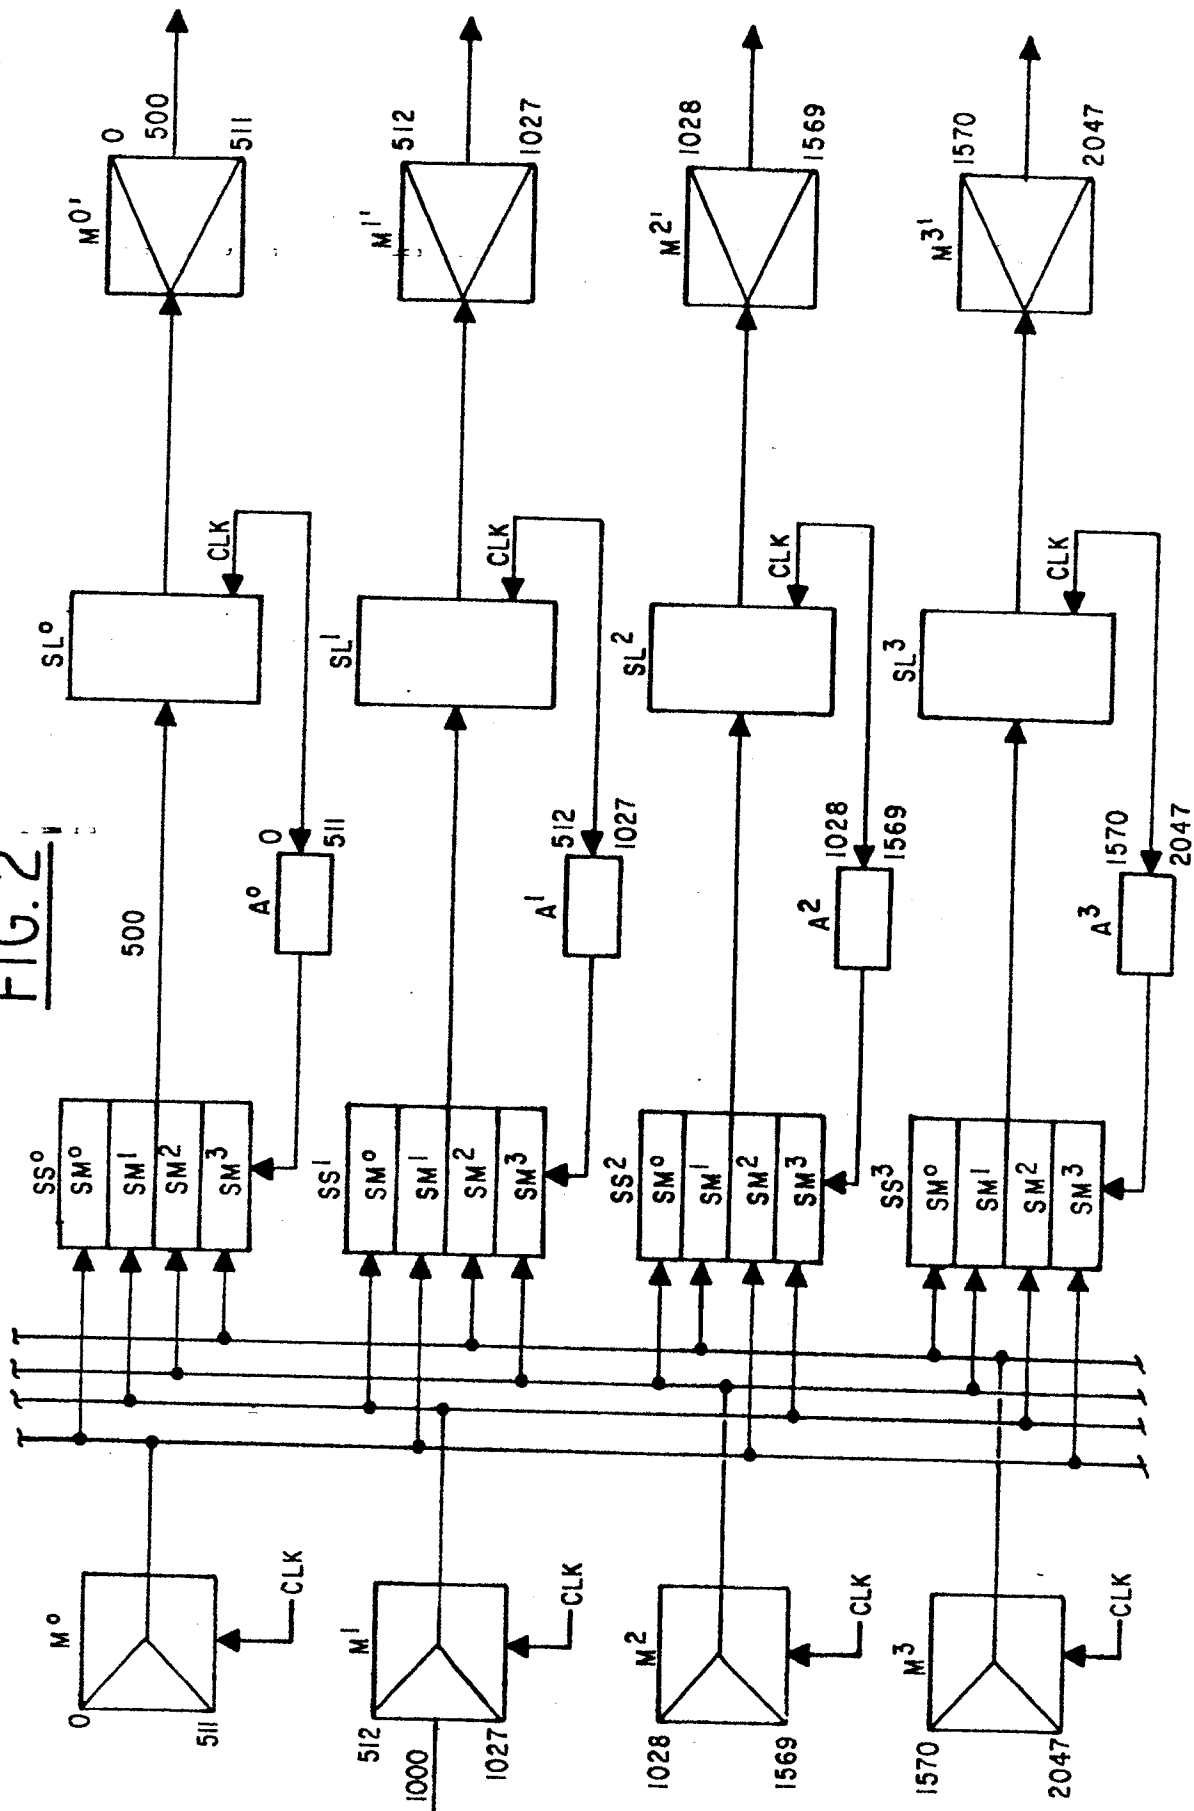 FIG. 2
M⁰'
0
500
511
M¹'
512
1027
M²'
1028
1569
M³'
1570
2047
SL⁰
CLK
SL¹
CLK
SL²
CLK
SL³
CLK
500
A⁰
0
511
A¹
512
1027
A²
1028
1569
A³
1570
2047
SS⁰
SM⁰
SM¹
SM²
SM³
SS¹
SM⁰
SM¹
SM²
SM³
SS²
SM⁰
SM¹
SM²
SM³
SS³
SM⁰
SM¹
SM²
SM³
M⁰
0
511
CLK
M¹
512
1000
1027
CLK
M²
1028
1569
CLK
M³
1570
2047
CLK